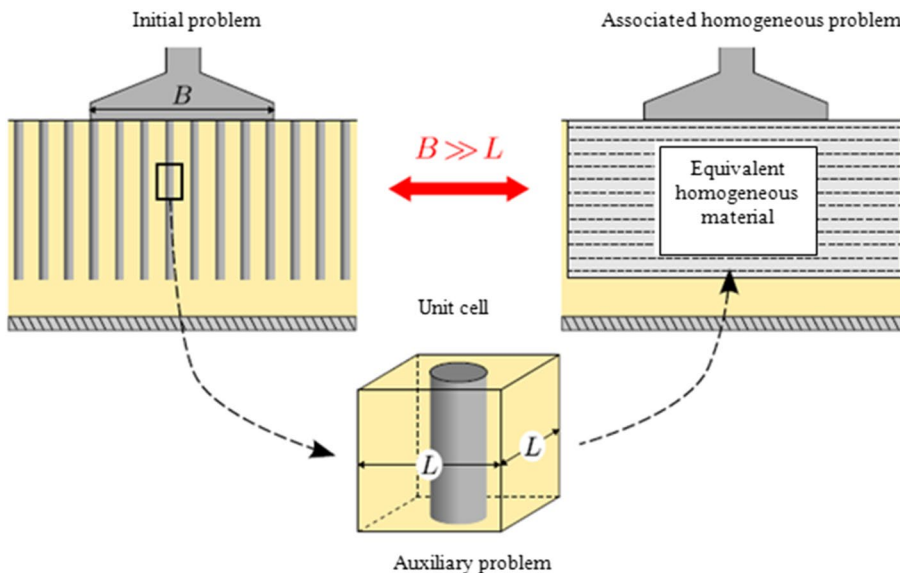 Initial problem
Associated homogeneous problem
B
B ≫ L
Equivalent
homogeneous
material
Unit cell
L
L
Auxiliary problem